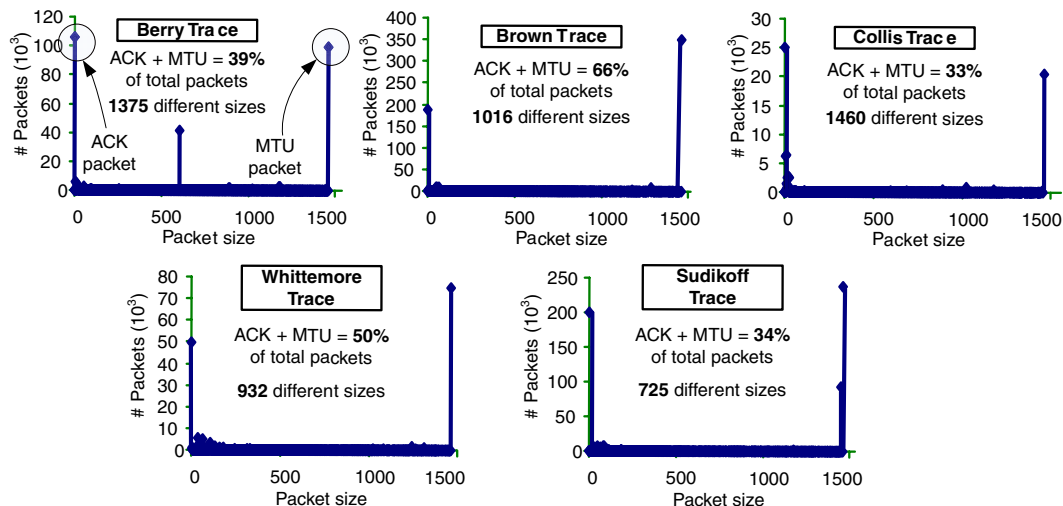 Berry Trace
ACK + MTU = 39%
of total packets
1375 different sizes
ACK
packet
MTU
packet
# Packets (10³)
120
100
80
60
40
20
0
0
500
1000
1500
Packet size
Brown Trace
ACK + MTU = 66%
of total packets
1016 different sizes
# Packets (10³)
400
350
300
250
200
150
100
50
0
0
500
1000
1500
Packet size
Collis Trace
ACK + MTU = 33%
of total packets
1460 different sizes
# Packets (10³)
30
25
20
15
10
5
0
0
500
1000
1500
Packet size
Whittemore
Trace
ACK + MTU = 50%
of total packets
932 different sizes
# Packets (10³)
80
70
60
50
40
30
20
10
0
0
500
1000
1500
Packet size
Sudikoff
Trace
ACK + MTU = 34%
of total packets
725 different sizes
# Packets (10³)
250
200
150
100
50
0
0
500
1000
1500
Packet size